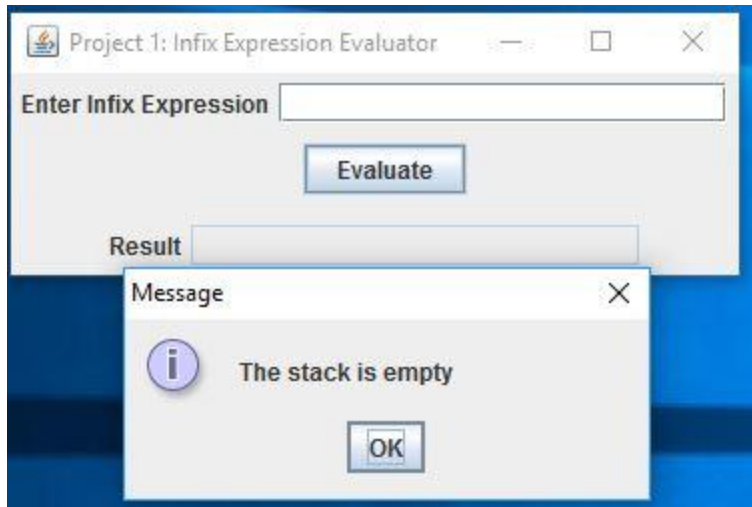 Project 1: Infix Expression Evaluator
Enter Infix Expression
Evaluate
Result
Message
i
The stack is empty
OK